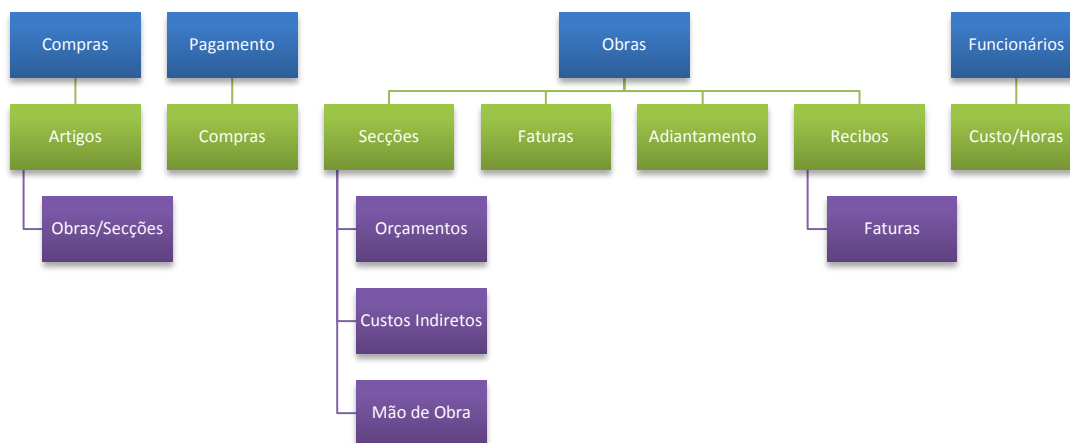 Compras
Pagamento
Obras
Funcionários
Artigos
Compras
Secções
Faturas
Adiantamento
Recibos
Custo/Horas
Obras/Secções
Orçamentos
Faturas
Custos Indiretos
Mão de Obra